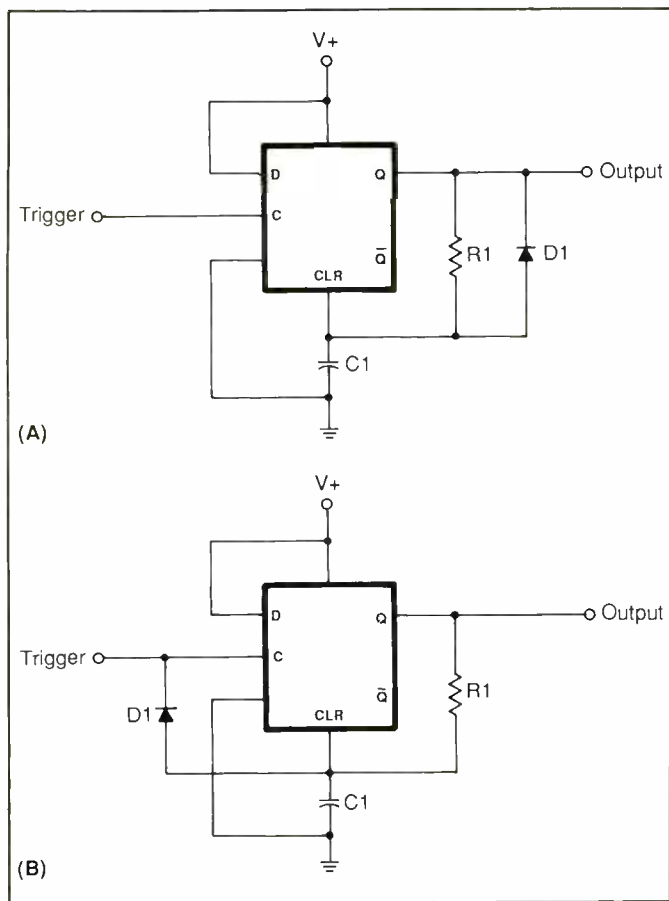 V+
D
Q
Output
Trigger
C
R1
D1
Q̅
CLR
C1
(A)
V+
D
Q
Output
Trigger
C
D1
R1
Q̅
CLR
C1
(B)